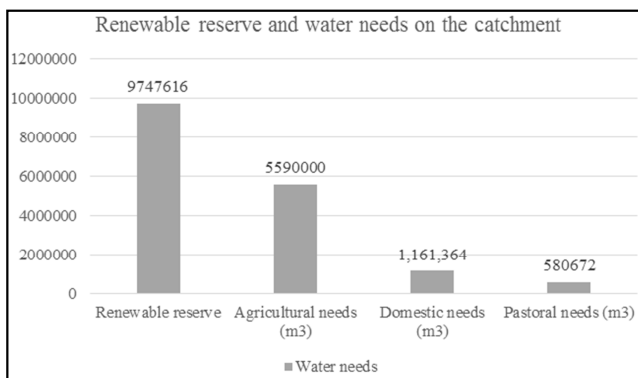 Renewable reserve and water needs on the catchment
12000000
10000000
8000000
6000000
4000000
2000000
0
9747616
5590000
1,161,364
580672
Renewable reserve
Agricultural needs
(m3)
Domestic needs
(m3)
Pastoral needs (m3)
Water needs